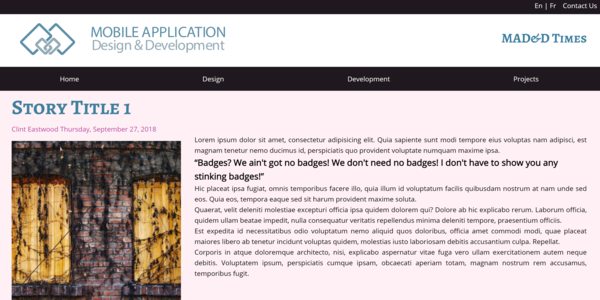 En | Fr Contact Us
MOBILE APPLICATION
Design & Development
MAD&D Times
Home Design Development Projects
Story Title 1
Clint Eastwood Thursday, September 27, 2018
Lorem ipsum dolor sit amet, consectetur adipisicing elit. Quia sapiente sunt modi tempore eius voluptas nam adipisci, est
magnam tenetur nemo ducimus id, perspiciatis quo provident voluptate numquam maxime ipsa.
“Badges? We ain't got no badges! We don't need no badges! I don't have to show you any
stinking badges!”
Hic placeat ipsa fugiat, omnis temporibus facere illo, quia illum id voluptatum facilis quibusdam nostrum at nam unde sed
eos. Quia eos, tempora eaque sed sit harum provident maxime soluta.
Quaerat, velit deleniti molestiae excepturi officia ipsa quidem dolorem qui? Dolore ab hic explicabo rerum. Laborum officia,
quidem ullam beatae impedit, nulla consequatur veritatis repellendus minima deleniti tempore, praesentium officiis.
Est expedita id necessitatibus odio voluptatum nemo aliquid quos doloribus, officia amet commodi modi, quae placeat
maiores libero ab tenetur incidunt voluptas quidem, molestias iusto laboriosam debitis accusantium culpa. Repellat.
Corporis in atque doloremque architecto, nisi, explicabo aspernatur vitae fuga vero ullam exercitationem autem neque
debitis. Voluptatem ipsum, perspiciatis cumque ipsam, obcaecati aperiam totam, magnam nostrum rem accusamus,
temporibus fugit.